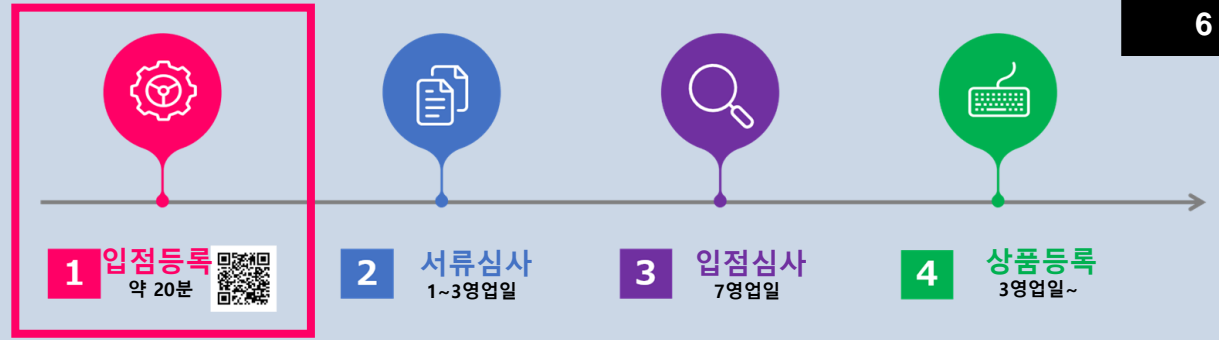 6
1 입점등록
약 20분
2 서류심사
1~3영업일
3 입점심사
7영업일
4 상품등록
3영업일~